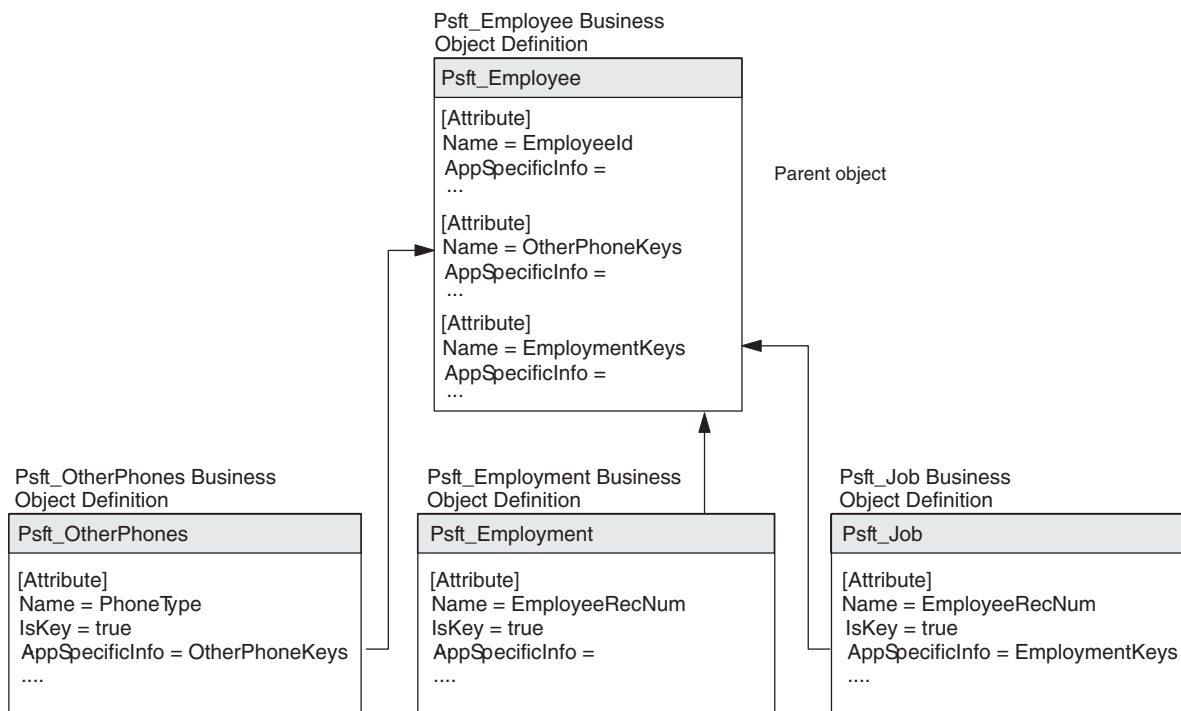 Psft_Employee Business
Object Definition
Psft_Employee
[Attribute]
Name = EmployeeId
AppSpecificInfo =
...
[Attribute]
Name = OtherPhoneKeys
AppSpecificInfo =
...
[Attribute]
Name = EmploymentKeys
AppSpecificInfo =
...
Parent object
Psft_OtherPhones Business
Object Definition
Psft_OtherPhones
[Attribute]
Name = PhoneType
IsKey = true
AppSpecificInfo = OtherPhoneKeys
....
Psft_Employment Business
Object Definition
Psft_Employment
[Attribute]
Name = EmployeeRecNum
IsKey = true
AppSpecificInfo =
....
Psft_Job Business
Object Definition
Psft_Job
[Attribute]
Name = EmployeeRecNum
IsKey = true
AppSpecificInfo = EmploymentKeys
....